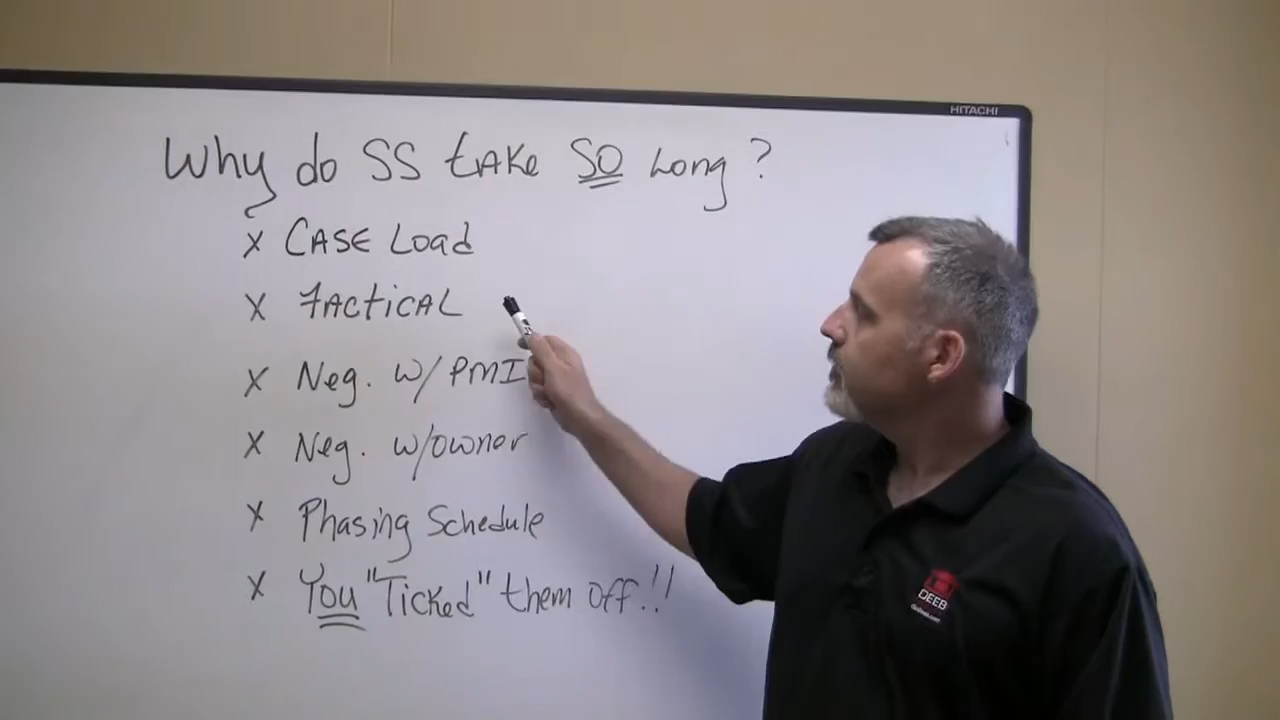 HITACHI
Why do SS take SO Long?
X Case Load
X Tactical
X Neg. w/ PMI
X Neg. w/owner
X Phasing Schedule
X You "Ticked" them off!!
DEEB